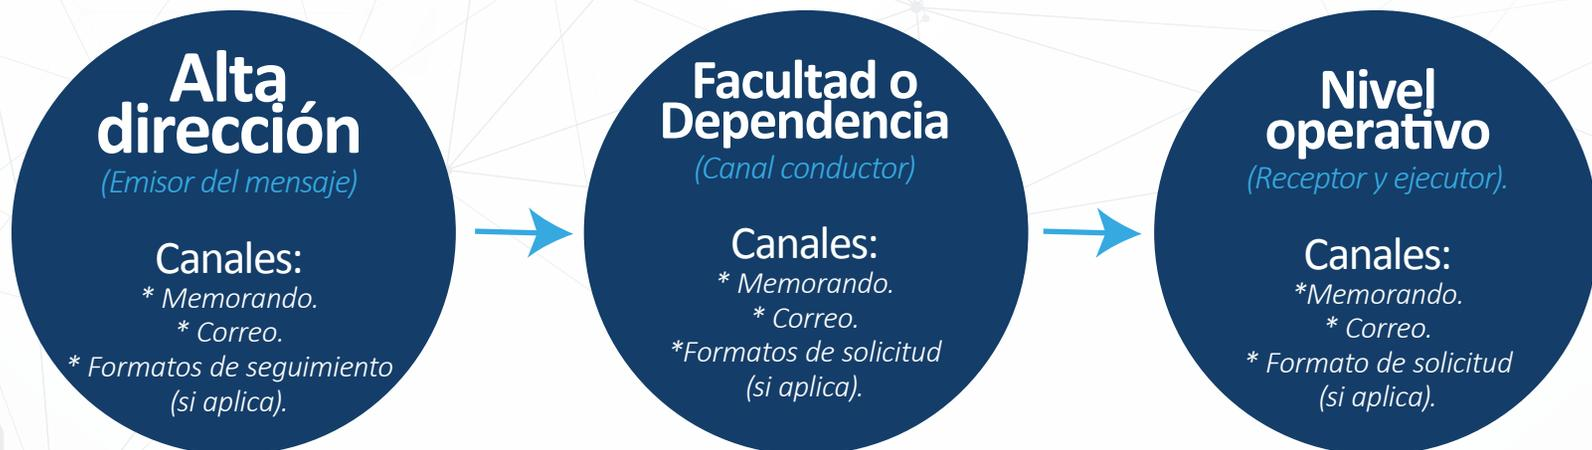 Alta
dirección
(Emisor del mensaje)
Canales:
* Memorando.
* Correo.
* Formatos de seguimiento
(si aplica).
Facultad o
Dependencia
(Canal conductor)
Canales:
* Memorando.
* Correo.
*Formatos de solicitud
(si aplica).
Nivel
operativo
(Receptor y ejecutor).
Canales:
*Memorando.
* Correo.
* Formato de solicitud
(si aplica).